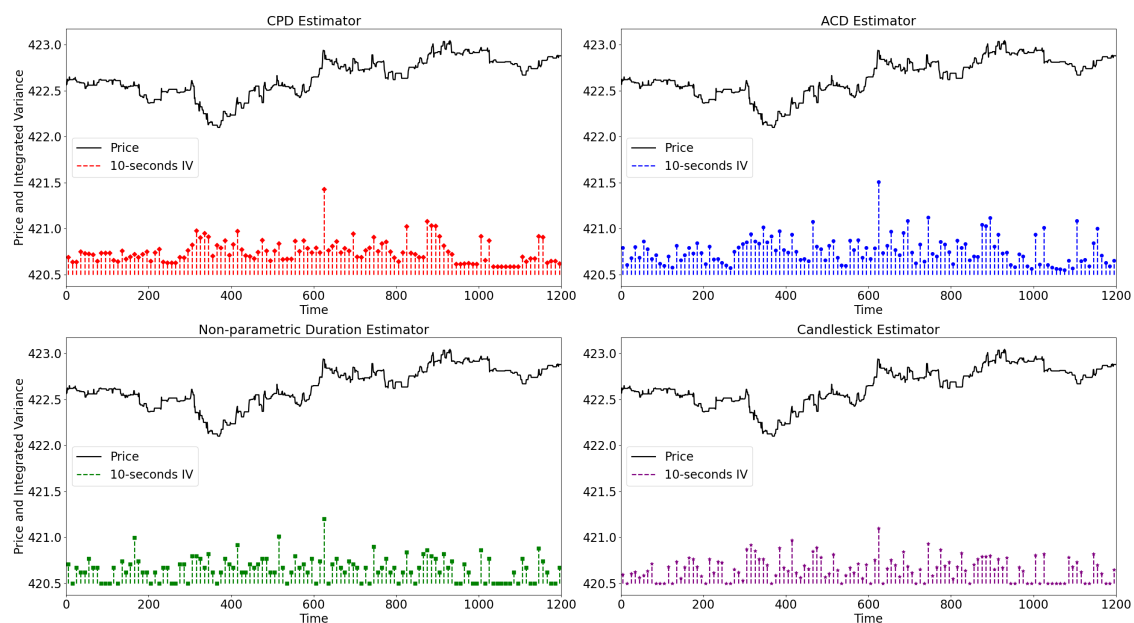 CPD Estimator
Price and Integrated Variance
423.0
422.5
422.0
421.5
421.0
420.5
Price
10-seconds IV
0 200 400 600 800 1000 1200
Time
ACD Estimator
423.0
422.5
422.0
421.5
421.0
420.5
Price
10-seconds IV
0 200 400 600 800 1000 1200
Time
Non-parametric Duration Estimator
Price and Integrated Variance
423.0
422.5
422.0
421.5
421.0
420.5
Price
10-seconds IV
0 200 400 600 800 1000 1200
Time
Candlestick Estimator
423.0
422.5
422.0
421.5
421.0
420.5
Price
10-seconds IV
0 200 400 600 800 1000 1200
Time